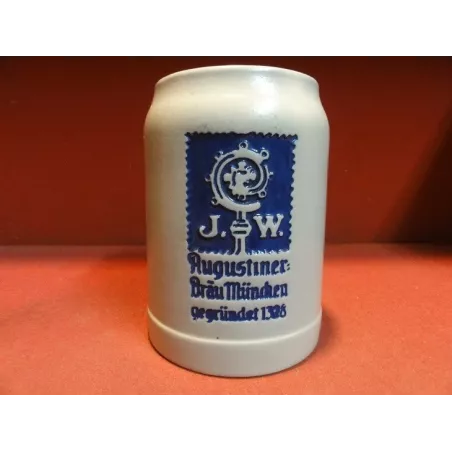 J. W.
Augustiner-
Bräu München
gegründet 1328